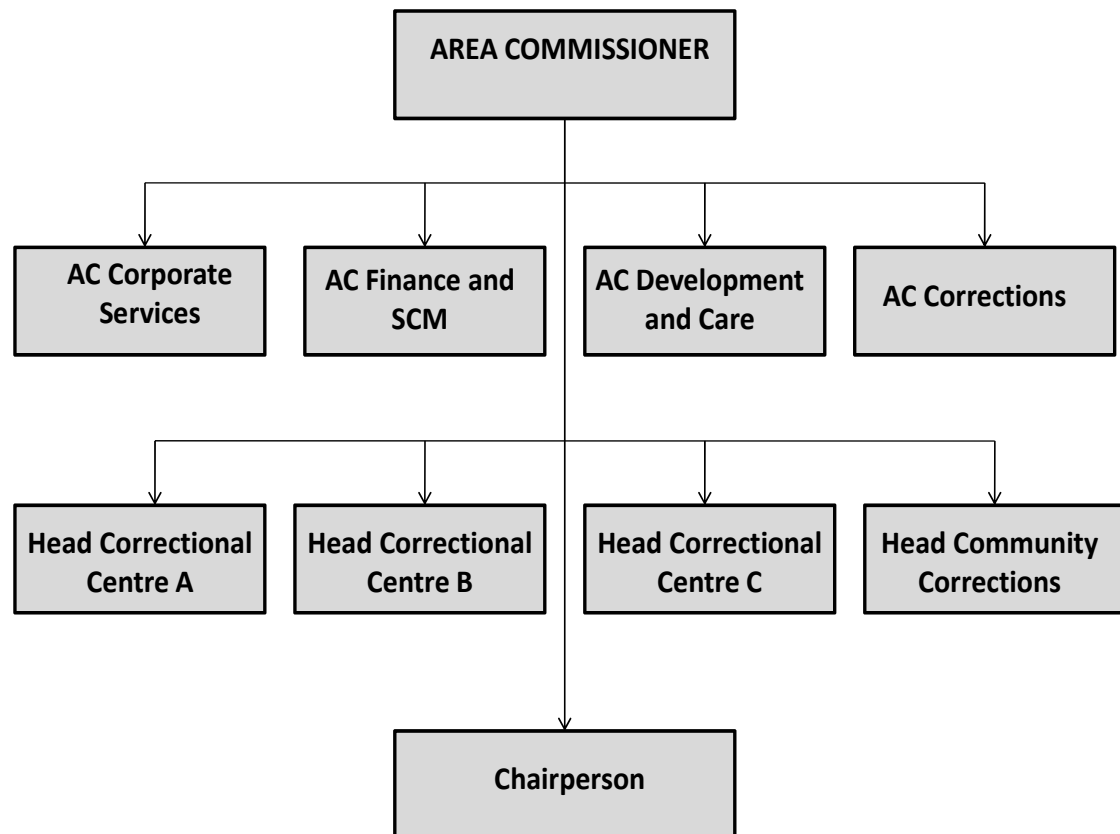 AREA COMMISSIONER
AC Corporate
Services
AC Finance and
SCM
AC Development
and Care
AC Corrections
Head Correctional
Centre A
Head Correctional
Centre B
Head Correctional
Centre C
Head Community
Corrections
Chairperson